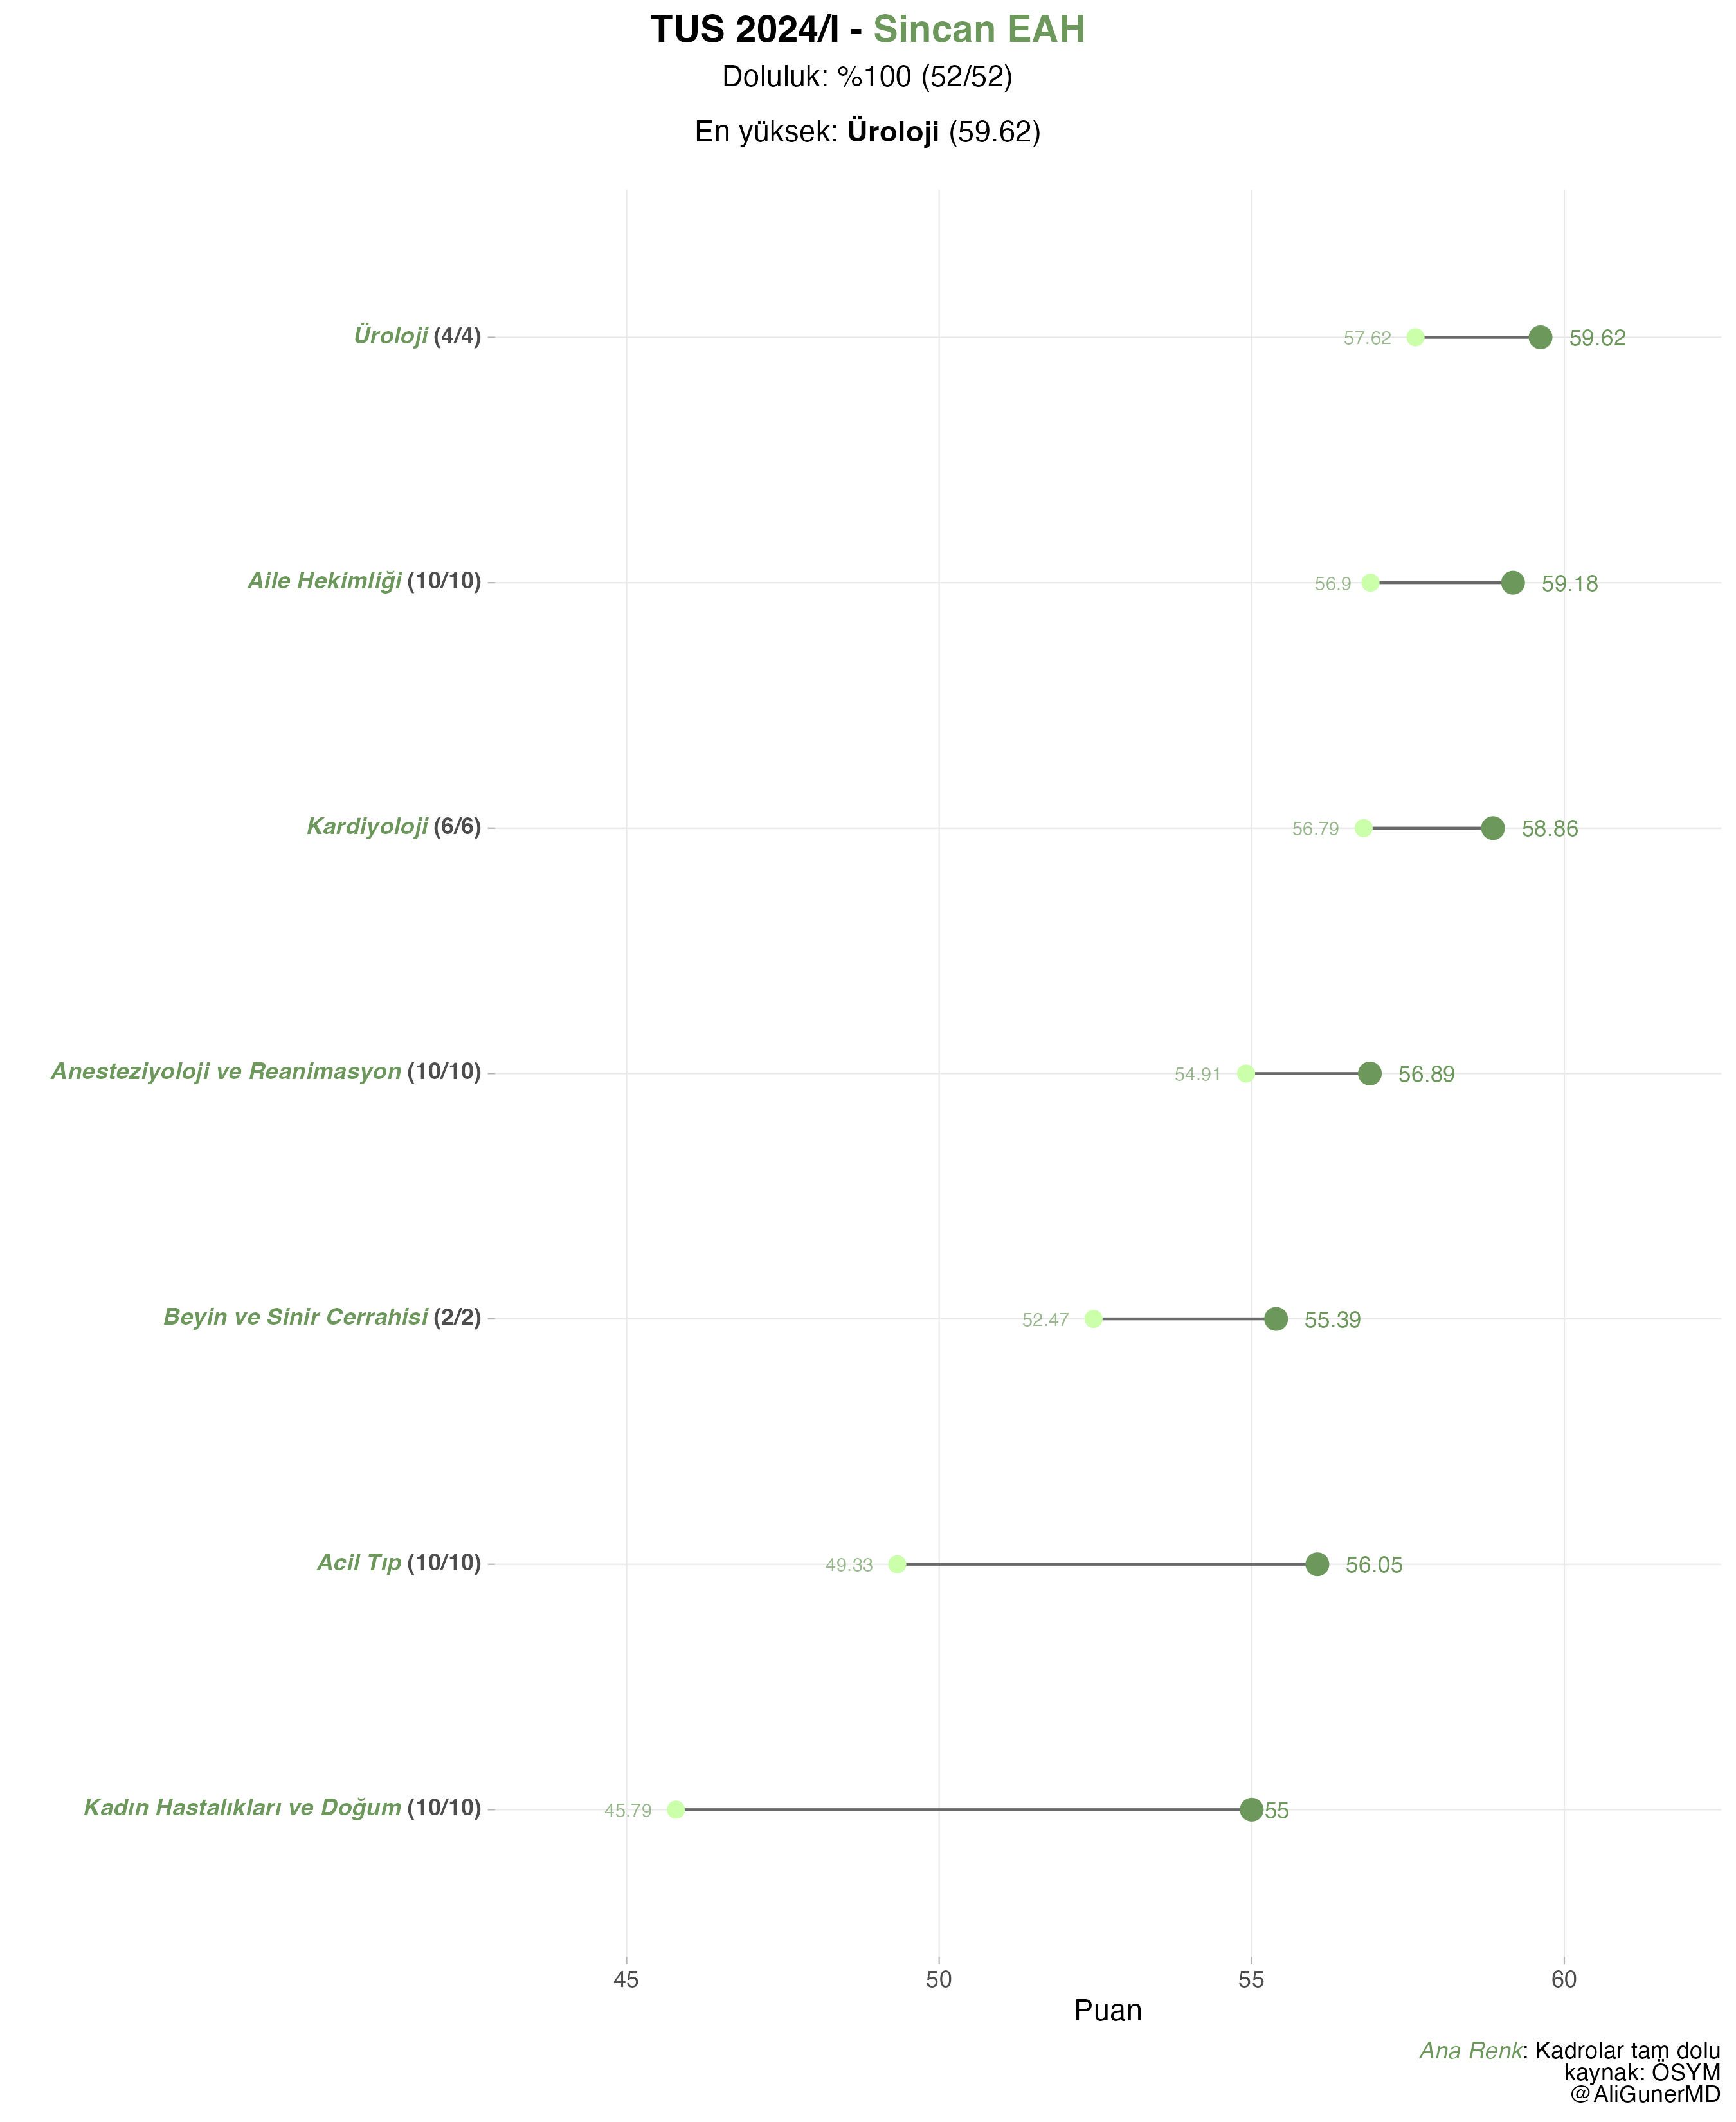 TUS 2024/I - Sincan EAH
Doluluk: %100 (52/52)
En yüksek: Üroloji (59.62)
Üroloji (4/4) 57.62 59.62
Aile Hekimliği (10/10) 56.9 59.18
Kardiyoloji (6/6) 56.79 58.86
Anesteziyoloji ve Reanimasyon (10/10) 54.91 56.89
Beyin ve Sinir Cerrahisi (2/2) 52.47 55.39
Acil Tıp (10/10) 49.33 56.05
Kadın Hastalıkları ve Doğum (10/10) 45.79 55
45 50 55 60
Puan
Ana Renk: Kadrolar tam dolu
kaynak: ÖSYM
@AliGunerMD